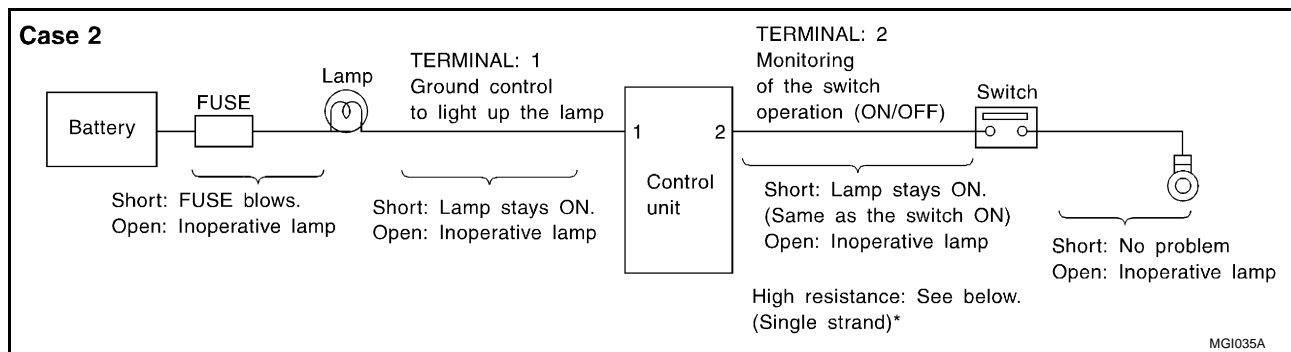 Case 2
Battery
FUSE
Lamp
TERMINAL: 1
Ground control
to light up the lamp
TERMINAL: 2
Monitoring
of the switch
operation (ON/OFF)
Switch
1
2
Control
unit
Short: FUSE blows.
Open: Inoperative lamp
Short: Lamp stays ON.
Open: Inoperative lamp
Short: Lamp stays ON.
(Same as the switch ON)
Open: Inoperative lamp
High resistance: See below.
(Single strand)*
Short: No problem
Open: Inoperative lamp
MGI035A